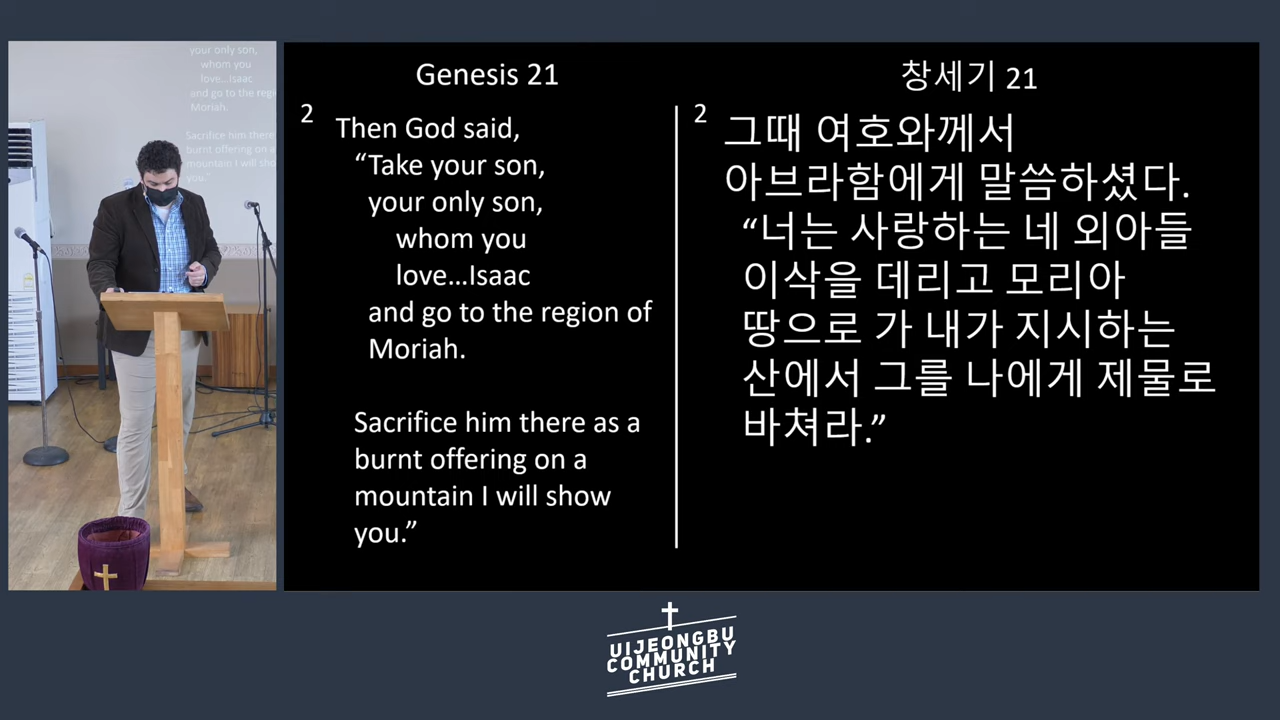 your only son,
whom you
love...Isaac
and go to the regi
Moriah.
Sacrifice him there
burnt offering on a
mountain I will sho
you."
Genesis 21
2
Then God said,
“Take your son,
your only son,
whom you
love...Isaac
and go to the region of
Moriah.
Sacrifice him there as a
burnt offering on a
mountain I will show
you.”
창세기 21
2
그때 여호와께서
아브라함에게 말씀하셨다.
“너는 사랑하는 네 외아들
이삭을 데리고 모리아
땅으로 가 내가 지시하는
산에서 그를 나에게 제물로
바쳐라.”
UIJEONGBU
COMMUNITY
CHURCH